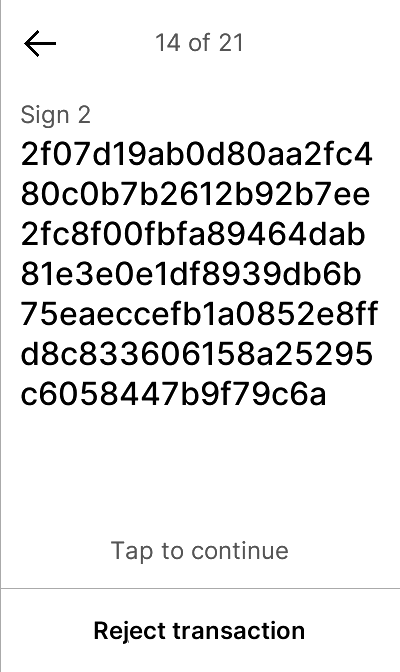 14 of 21
Sign 2
2f07d19ab0d80aa2fc4
80c0b7b2612b92b7ee
2fc8f00fbfa89464dab
81e3e0e1df8939db6b
75eaeccefb1a0852e8ff
d8c833606158a25295
c6058447b9f79c6a
Tap to continue
Reject transaction